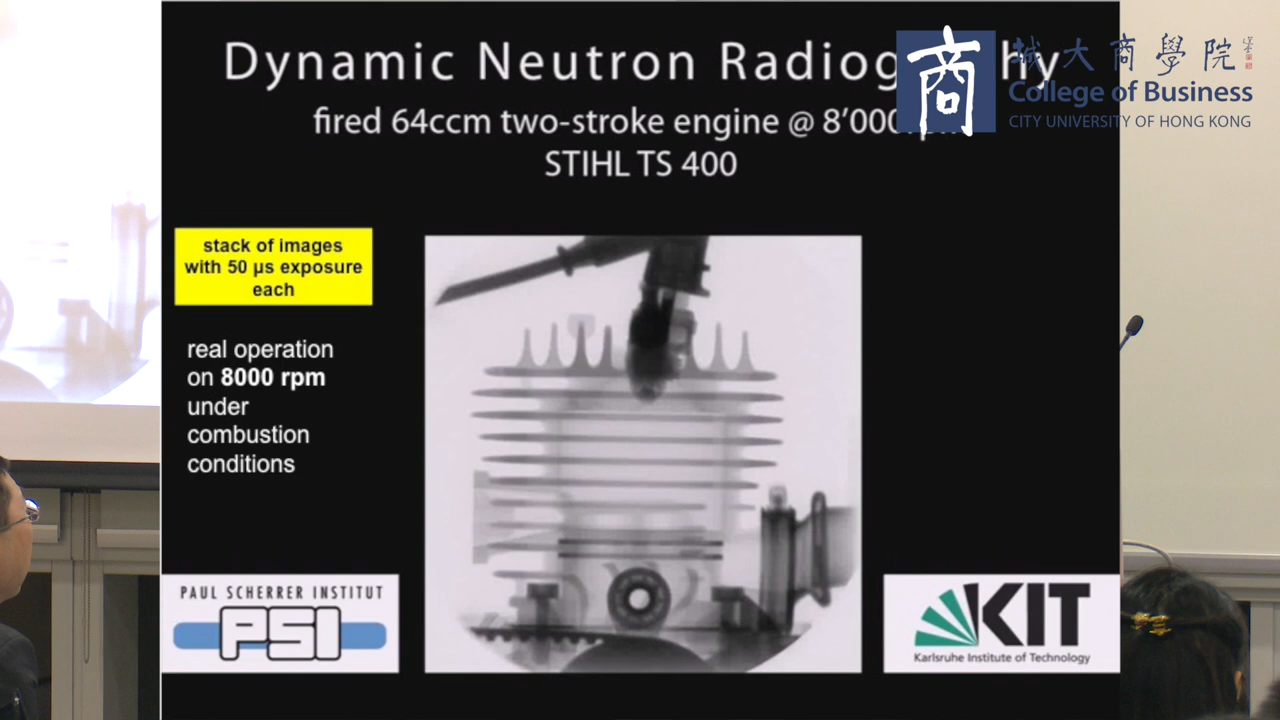 Dynamic Neutron Radiog hy
fired 64ccm two-stroke engine @ 8'000
STIHL TS 400
商
城大商學院
College of Business
CITY UNIVERSITY OF HONG KONG
stack of images
with 50 µs exposure
each
real operation
on 8000 rpm
under
combustion
conditions
PAUL SCHERRER INSTITUT
PSI
KIT
Karlsruhe Institute of Technology